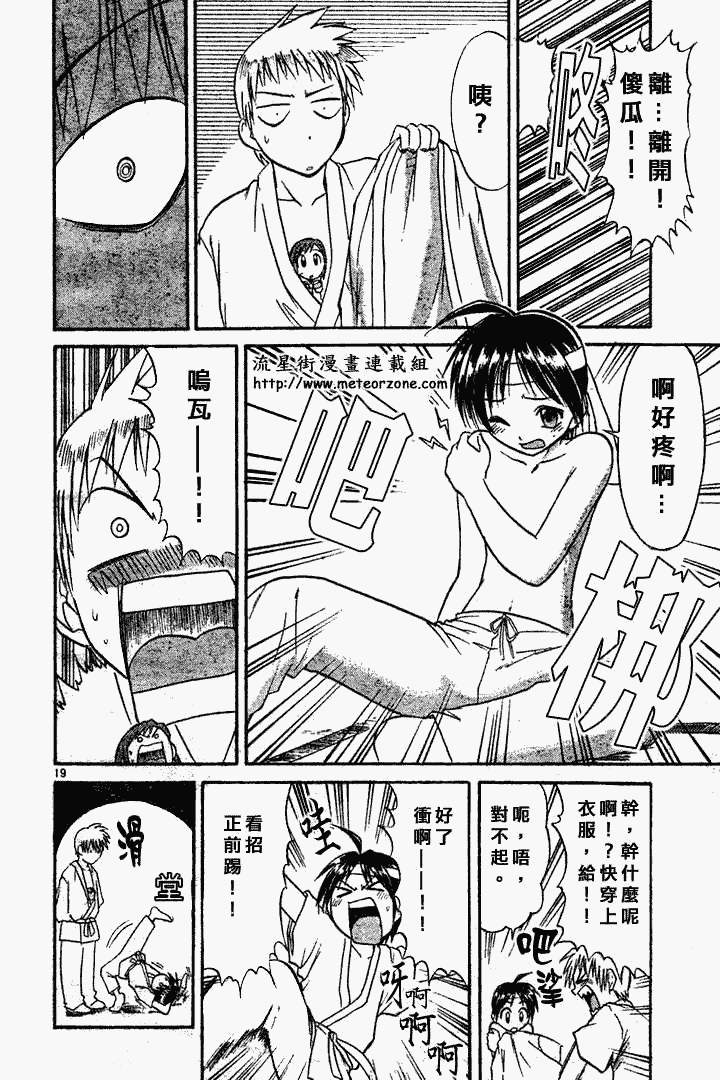 離…離開!
傻瓜!!
咚
咦?
啊好疼啊…
流星街漫畫連載組
http://www.meteorzone.com
吧
梆
嗚瓦——!!
19
幹,幹什麼呢
啊!?快穿上
衣服,給!!
呃,唔,
對不起。
吧
好了
衝啊——!!
哇
呀啊啊啊
看招
正前踢!!
滑